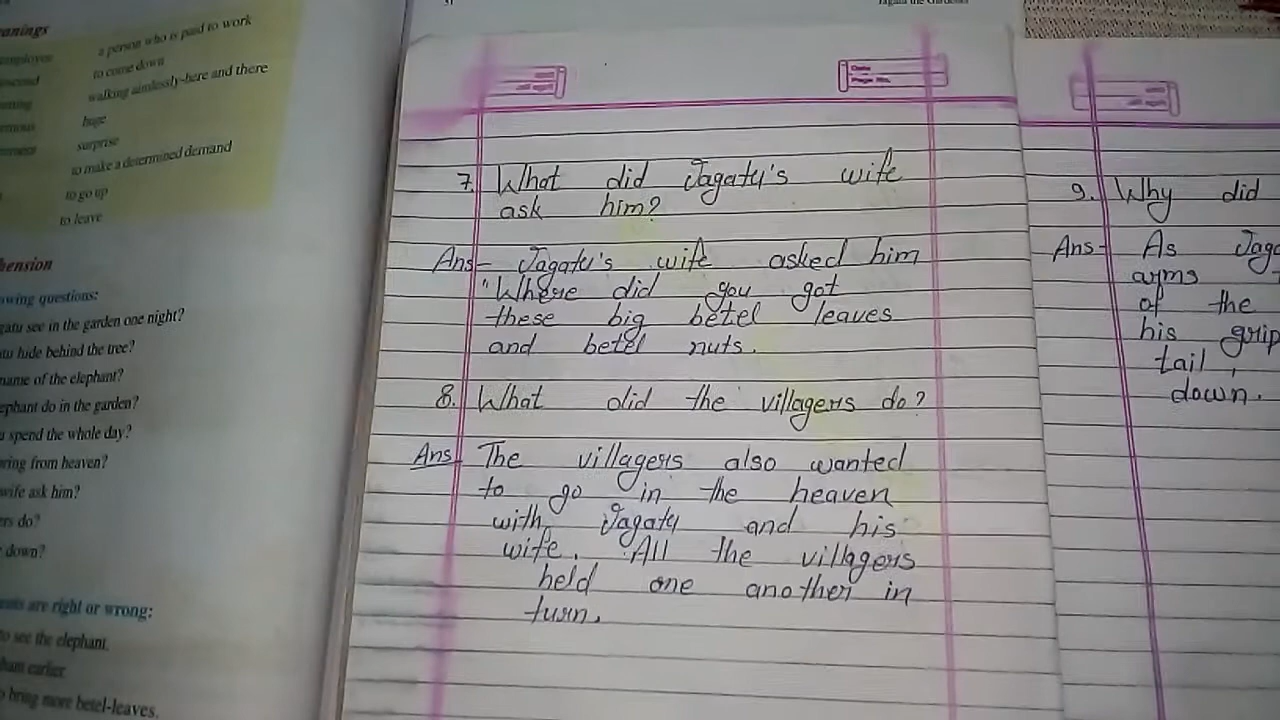 eanings
employee
a person who is paid to work
to come down
walking aimlessly-here and there
huge
surprise
to make a determined demand
to go up
to leave
hension
owing questions:
gatu see in the garden one night?
hide behind the tree?
name of the elephant?
ephant do in the garden?
spend the whole day?
bring from heaven?
wife ask him?
ers do?
down?
ents are right or wrong:
to see the elephant.
earlier.
bring more betel-leaves.
31
7. What did Jagatu's wife
ask him?
Ans- Jagatu's wife asked him
"Where did you got
these big betel leaves
and betel nuts.
8. What did the villagers do?
Ans The villagers also wanted
to go in the heaven
with Jagatu and his
wife. All the villagers
held one another in
turn.
9. Why did
Ans- As Jaga
arms
of the
his grip
tail,
down.